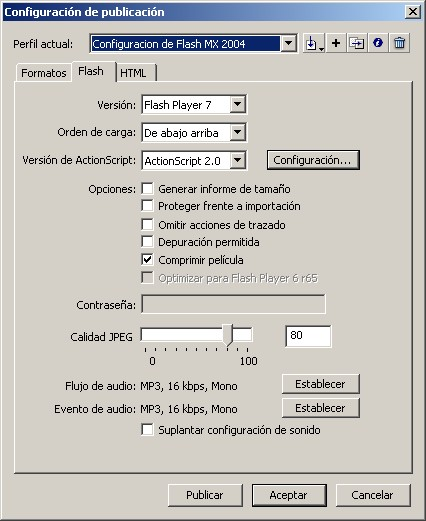 Configuración de publicación
Perfil actual: Configuracion de Flash MX 2004
Formatos Flash HTML
Versión: Flash Player 7
Orden de carga: De abajo arriba
Versión de ActionScript: ActionScript 2.0 Configuración...
Opciones: Generar informe de tamaño
Proteger frente a importación
Omitir acciones de trazado
Depuración permitida
Comprimir película
Optimizar para Flash Player 6 r65
Contraseña:
Calidad JPEG 80
0 100
Flujo de audio: MP3, 16 kbps, Mono Establecer
Evento de audio: MP3, 16 kbps, Mono Establecer
Suplantar configuración de sonido
Publicar Aceptar Cancelar